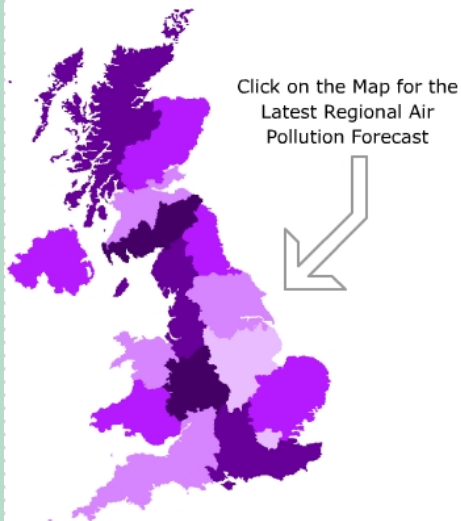 Click on the Map for the
Latest Regional Air
Pollution Forecast